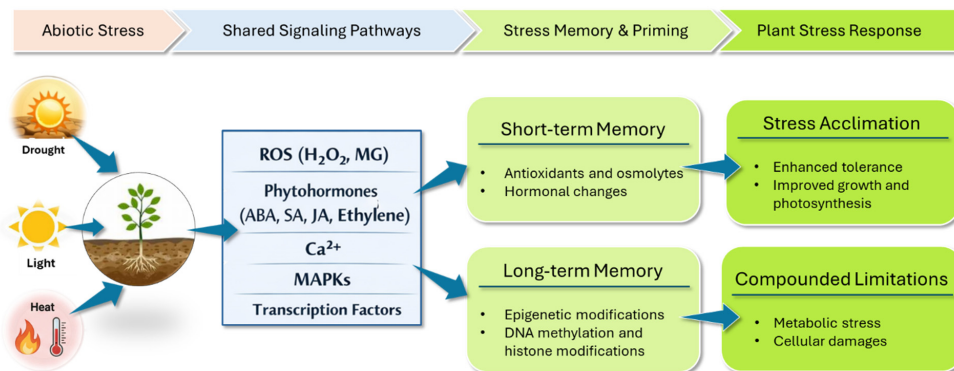 Abiotic Stress
Shared Signaling Pathways
Stress Memory & Priming
Plant Stress Response
Drought
Light
Heat
ROS (H₂O₂, MG)
Phytohormones
(ABA, SA, JA, Ethylene)
Ca²⁺
MAPKs
Transcription Factors
Short-term Memory
• Antioxidants and osmolytes
• Hormonal changes
Long-term Memory
• Epigenetic modifications
• DNA methylation and
histone modifications
Stress Acclimation
• Enhanced tolerance
• Improved growth and
photosynthesis
Compounded Limitations
• Metabolic stress
• Cellular damages